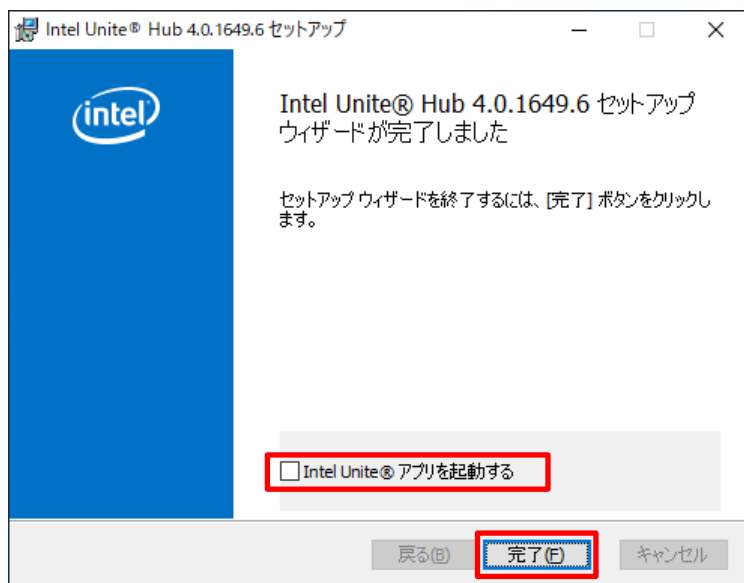 Intel Unite® Hub 4.0.1649.6 セットアップ
intel
Intel Unite® Hub 4.0.1649.6 セットアップ
ウィザードが完了しました
セットアップ ウィザードを終了するには、[完了] ボタンをクリックし
ます。
Intel Unite® アプリを起動する
戻る(B) 完了(F) キャンセル